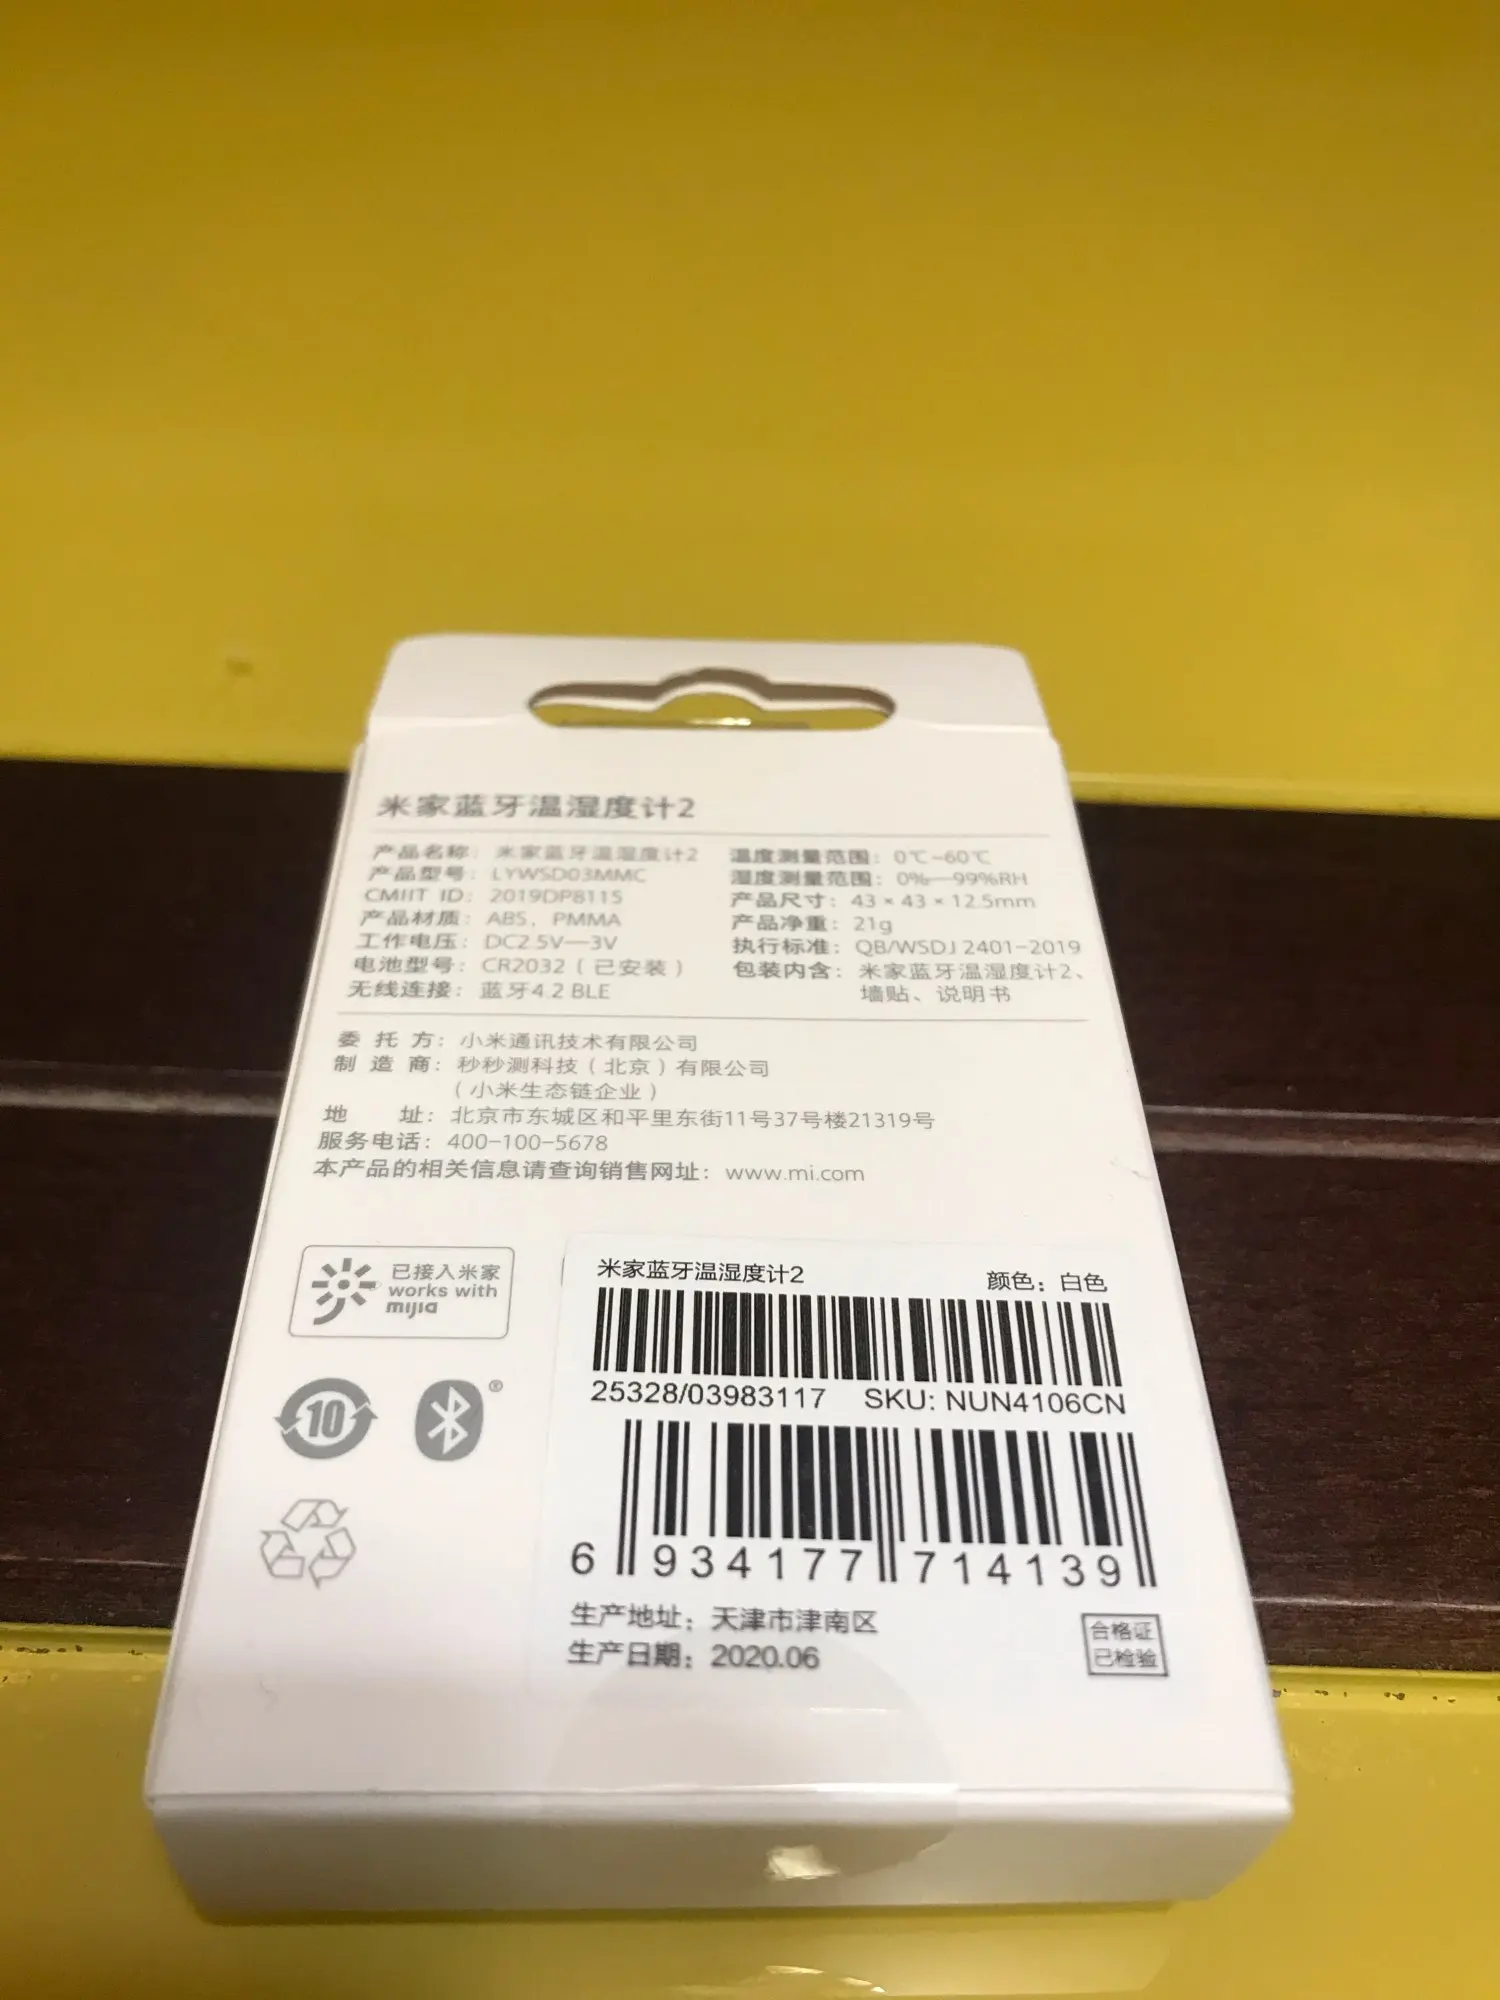 米家蓝牙温湿度计2
产品名称：米家蓝牙温湿度计2
产品型号：LYWSD03MMC
CMIIT ID：2019DP8115
产品材质：ABS，PMMA
工作电压：DC2.5V—3V
电池型号：CR2032（已安装）
无线连接：蓝牙4.2 BLE
温度测量范围：0℃~60℃
湿度测量范围：0%—99%RH
产品尺寸：43 × 43 × 12.5mm
产品净重：21g
执行标准：QB/WSDJ 2401-2019
包装内含：米家蓝牙温湿度计2、
墙贴、说明书
委托方：小米通讯技术有限公司
制造商：秒秒测科技（北京）有限公司
（小米生态链企业）
地址：北京市东城区和平里东街11号37号楼21319号
服务电话：400-100-5678
本产品的相关信息请查询销售网址：www.mi.com
已接入米家
works with
mijia
10
®
米家蓝牙温湿度计2 颜色：白色
25328/03983117 SKU: NUN4106CN
6 934177 714139
生产地址：天津市津南区
生产日期：2020.06
合格证
已检验